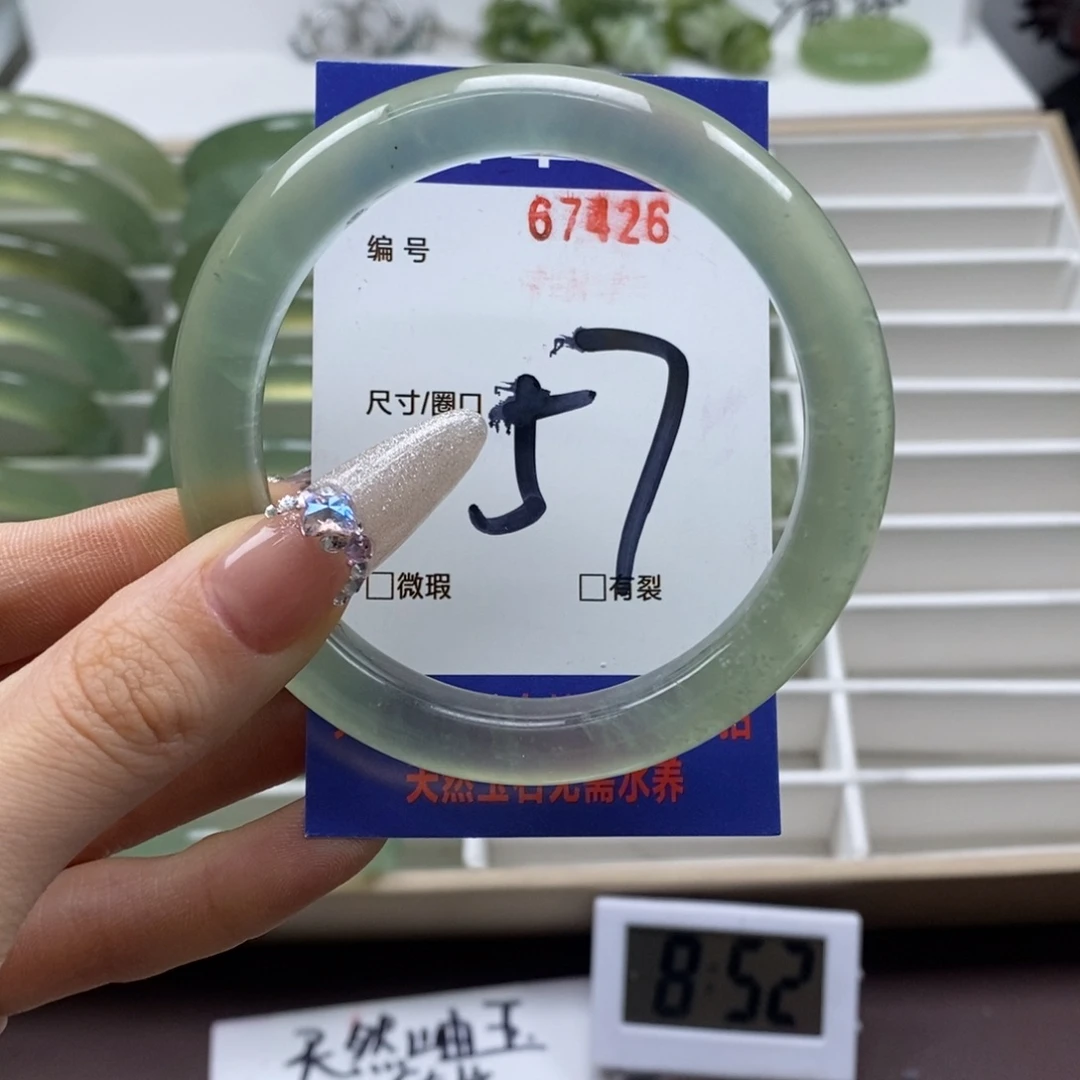 编号 67426
尺寸/圈口 57
□微瑕 □有裂
天然玉石无需水养
8:52
天然岫玉